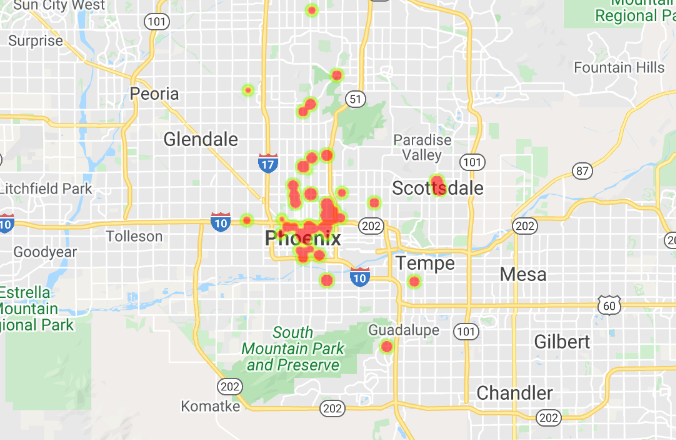 Sun City West
101
Surprise
Peoria
Glendale
17
51
Paradise
Valley
Scottsdale
101
Fountain Hills
Mountain
Regional Pa
87
Litchfield Park
10
10
Tolleson
Goodyear
Phoenix
202
202
20
Tempe
Mesa
10
60
Estrella
Mountain
gional Park
South
Mountain Park
and Preserve
Guadalupe
101
Gilbert
202
Komatke
202
Chandler
202